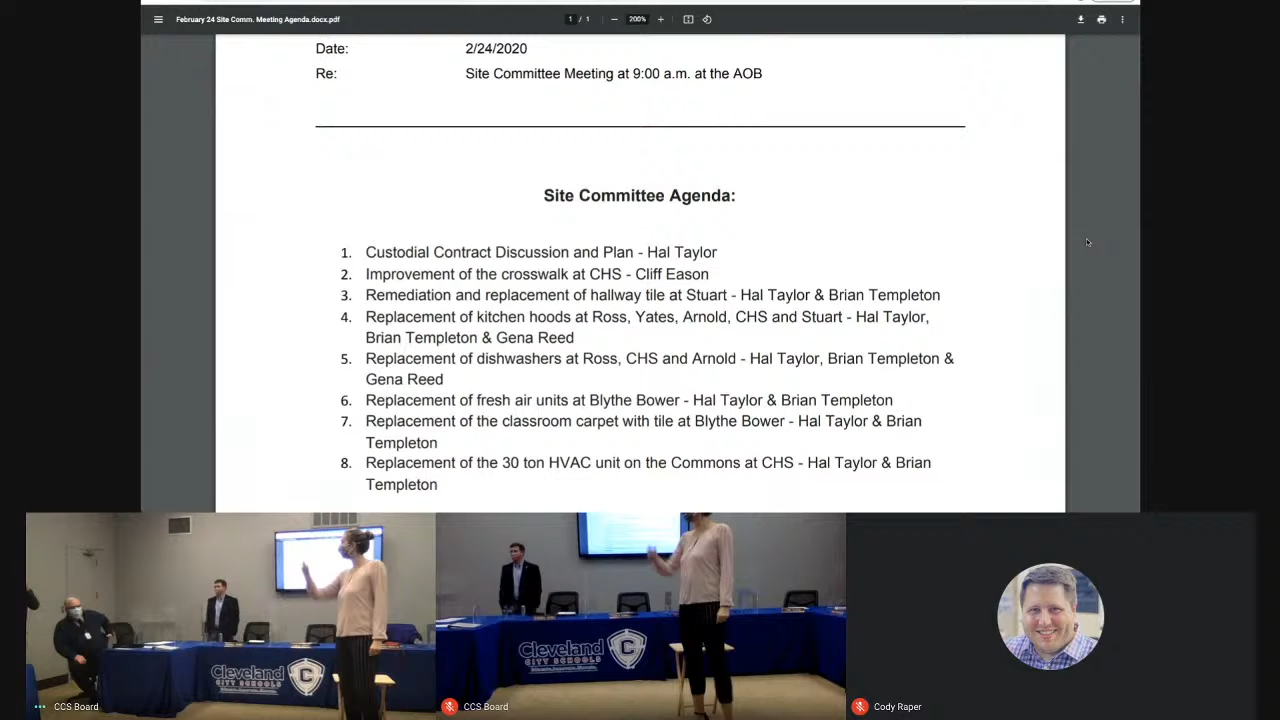 February 24 Site Comm. Meeting Agenda.docx.pdf
1 / 1
200%
Date: 2/24/2020
Re: Site Committee Meeting at 9:00 a.m. at the AOB
Site Committee Agenda:
1. Custodial Contract Discussion and Plan - Hal Taylor
2. Improvement of the crosswalk at CHS - Cliff Eason
3. Remediation and replacement of hallway tile at Stuart - Hal Taylor & Brian Templeton
4. Replacement of kitchen hoods at Ross, Yates, Arnold, CHS and Stuart - Hal Taylor,
Brian Templeton & Gena Reed
5. Replacement of dishwashers at Ross, CHS and Arnold - Hal Taylor, Brian Templeton &
Gena Reed
6. Replacement of fresh air units at Blythe Bower - Hal Taylor & Brian Templeton
7. Replacement of the classroom carpet with tile at Blythe Bower - Hal Taylor & Brian
Templeton
8. Replacement of the 30 ton HVAC unit on the Commons at CHS - Hal Taylor & Brian
Templeton
Cleveland
CITY SCHOOLS
C
Cleveland
CITY SCHOOLS
C
CCS Board
CCS Board
Cody Raper